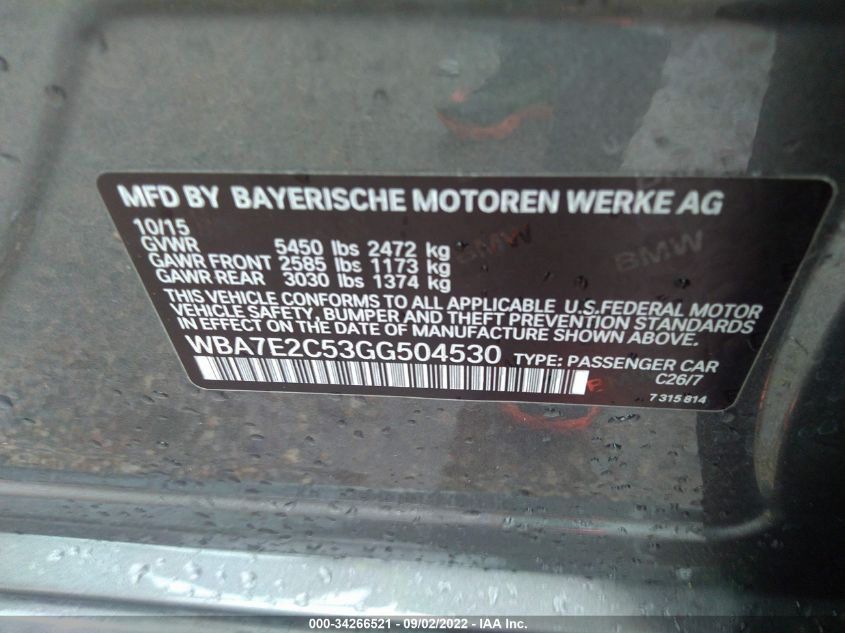 MFD BY BAYERISCHE MOTOREN WERKE AG
10/15
GVWR 5450 lbs 2472 kg
GAWR FRONT 2585 lbs 1173 kg
GAWR REAR 3030 lbs 1374 kg
THIS VEHICLE CONFORMS TO ALL APPLICABLE U.S.FEDERAL MOTOR
VEHICLE SAFETY, BUMPER AND THEFT PREVENTION STANDARDS
IN EFFECT ON THE DATE OF MANUFACTURE SHOWN ABOVE.
WBA7E2C53GG504530 TYPE: PASSENGER CAR
C26/7
7 315 814
BMW
BMW
000-34266521 - 09/02/2022 - IAA Inc.